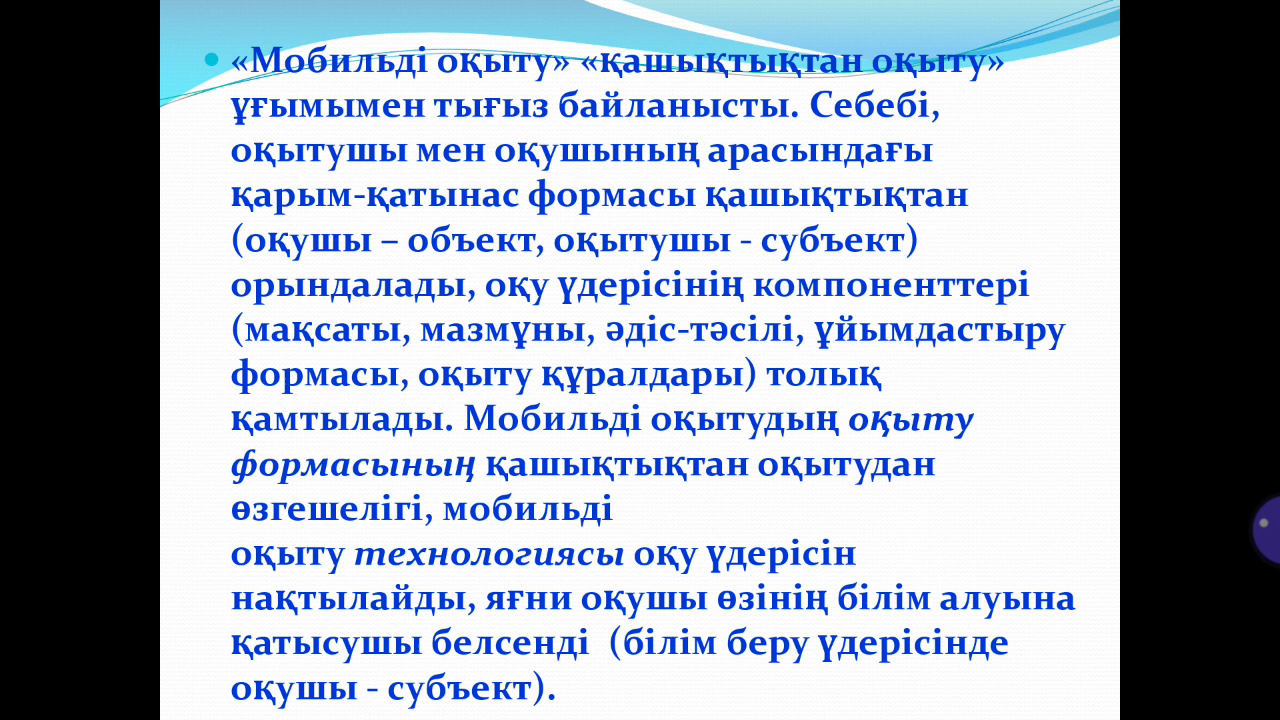 «Мобильді оқыту» «қашықтықтан оқыту»
ұғымымен тығыз байланысты. Себебі,
оқытушы мен оқушының арасындағы
қарым-қатынас формасы қашықтықтан
(оқушы – объект, оқытушы - субъект)
орындалады, оқу үдерісінің компоненттері
(мақсаты, мазмұны, әдіс-тәсілі, ұйымдастыру
формасы, оқыту құралдары) толық
қамтылады. Мобильді оқытудың оқыту
формасының қашықтықтан оқытудан
өзгешелігі, мобильді
оқыту технологиясы оқу үдерісін
нақтылайды, яғни оқушы өзінің білім алуына
қатысушы белсенді  (білім беру үдерісінде
оқушы - субъект).